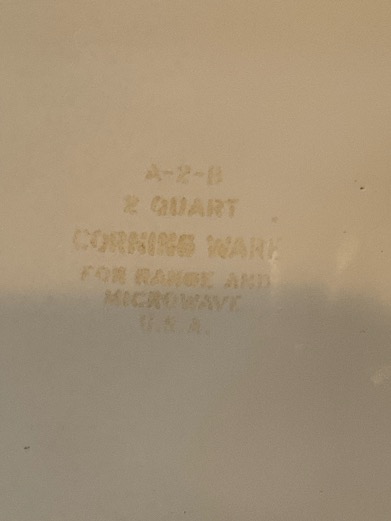 A-2-B
2 QUART
CORNING WARE
FOR RANGE AND
MICROWAVE
U.S.A.